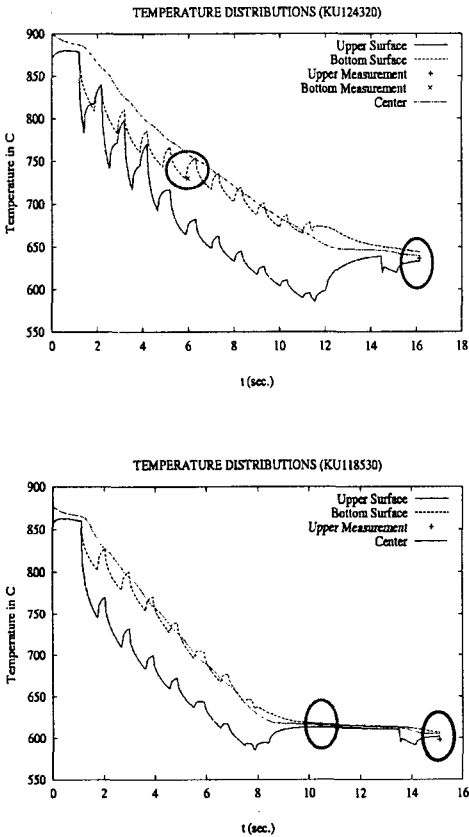 TEMPERATURE DISTRIBUTIONS (KU124320)
900
850
800
750
700
650
600
550
Temperature in C
Upper Surface
Bottom Surface
Upper Measurement
Bottom Measurement
Center
0 2 4 6 8 10 12 14 16 18
t (sec.)
TEMPERATURE DISTRIBUTIONS (KU118530)
900
850
800
750
700
650
600
550
Temperature in C
Upper Surface
Bottom Surface
Upper Measurement
Center
0 2 4 6 8 10 12 14 16
t (sec.)